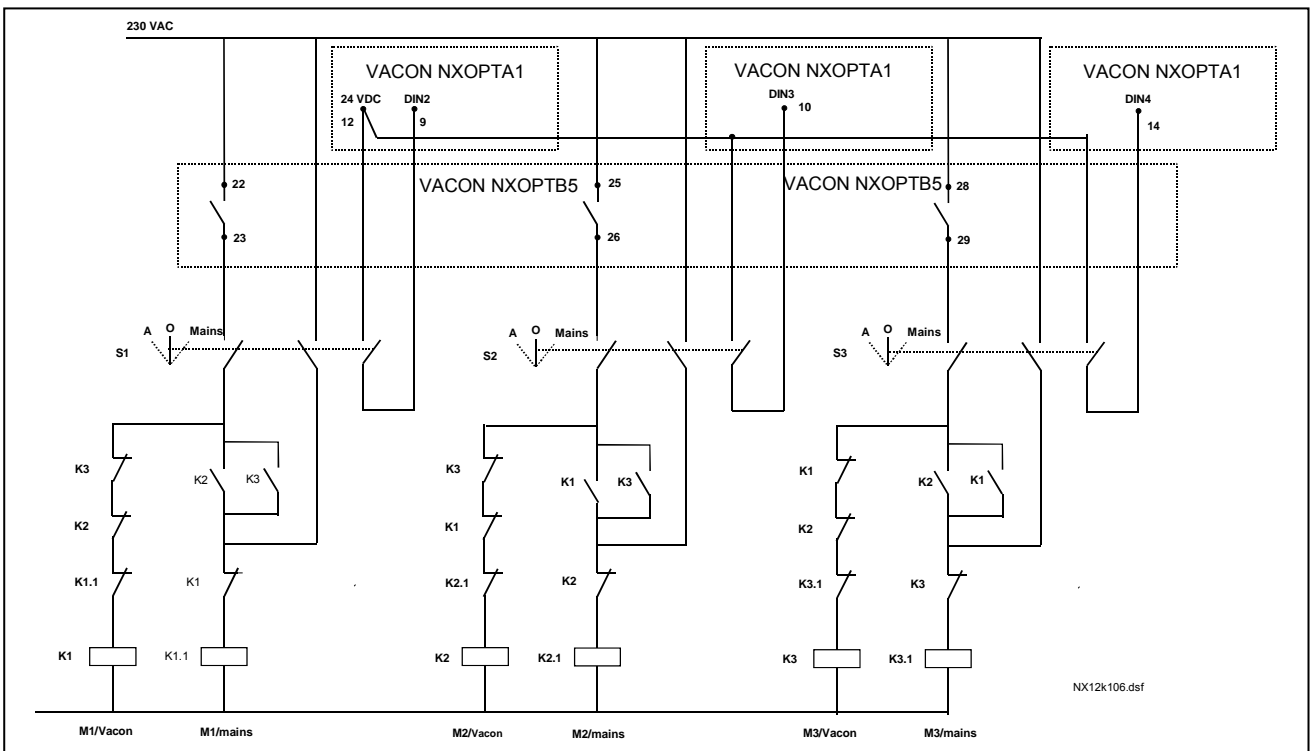 230 VAC
VACON NXOPTA1
VACON NXOPTA1
VACON NXOPTA1
24 VDC DIN2
DIN3
DIN4
12 9
10
14
22
25
28
VACON NXOPTB5
VACON NXOPTB5
23
26
29
A O Mains
A O Mains
A O Mains
S1
S2
S3
K3
K2 K3
K3
K1 K3
K1
K2 K1
K2
K1
K2
K1.1 K1
K2.1 K2
K3.1 K3
K1 K1.1
K2 K2.1
K3 K3.1
NX12k106.dsf
M1/Vacon M1/mains
M2/Vacon M2/mains
M3/Vacon M3/mains